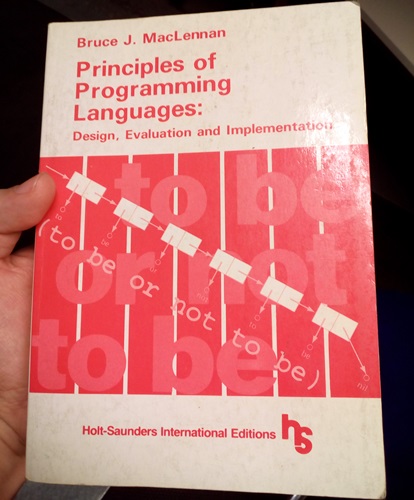 Bruce J. MacLennan
Principles of
Programming
Languages:
Design, Evaluation and Implementation
to be
or not
to be
(to be or not to be)
Holt-Saunders International Editions
hs